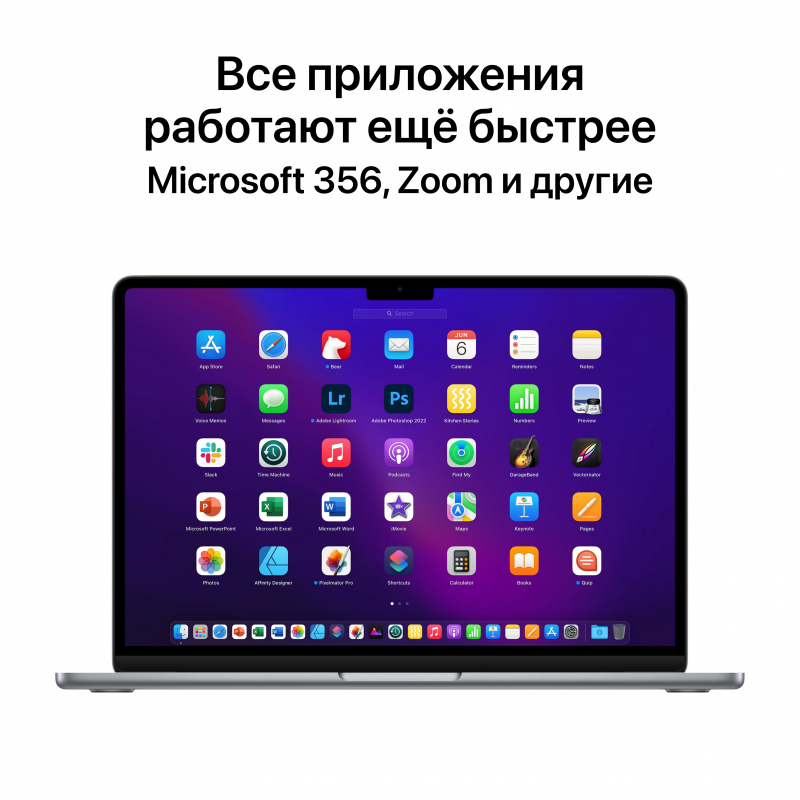 Все приложения
работают ещё быстрее
Microsoft 356, Zoom и другие
Search
App Store Safari Bear Mail Calendar Reminders Notes
JUN
6
Voice Memos Messages Adobe Lightroom Adobe Photoshop 2022 Kitchen Stories Numbers Preview
Lr Ps
Slack Time Machine Music Podcasts Find My GarageBand Vectornator
Microsoft PowerPoint Microsoft Excel Microsoft Word iMovie Maps Keynote Pages
P X W
Photos Affinity Designer Pixelmator Pro Shortcuts Calculator Books Quip